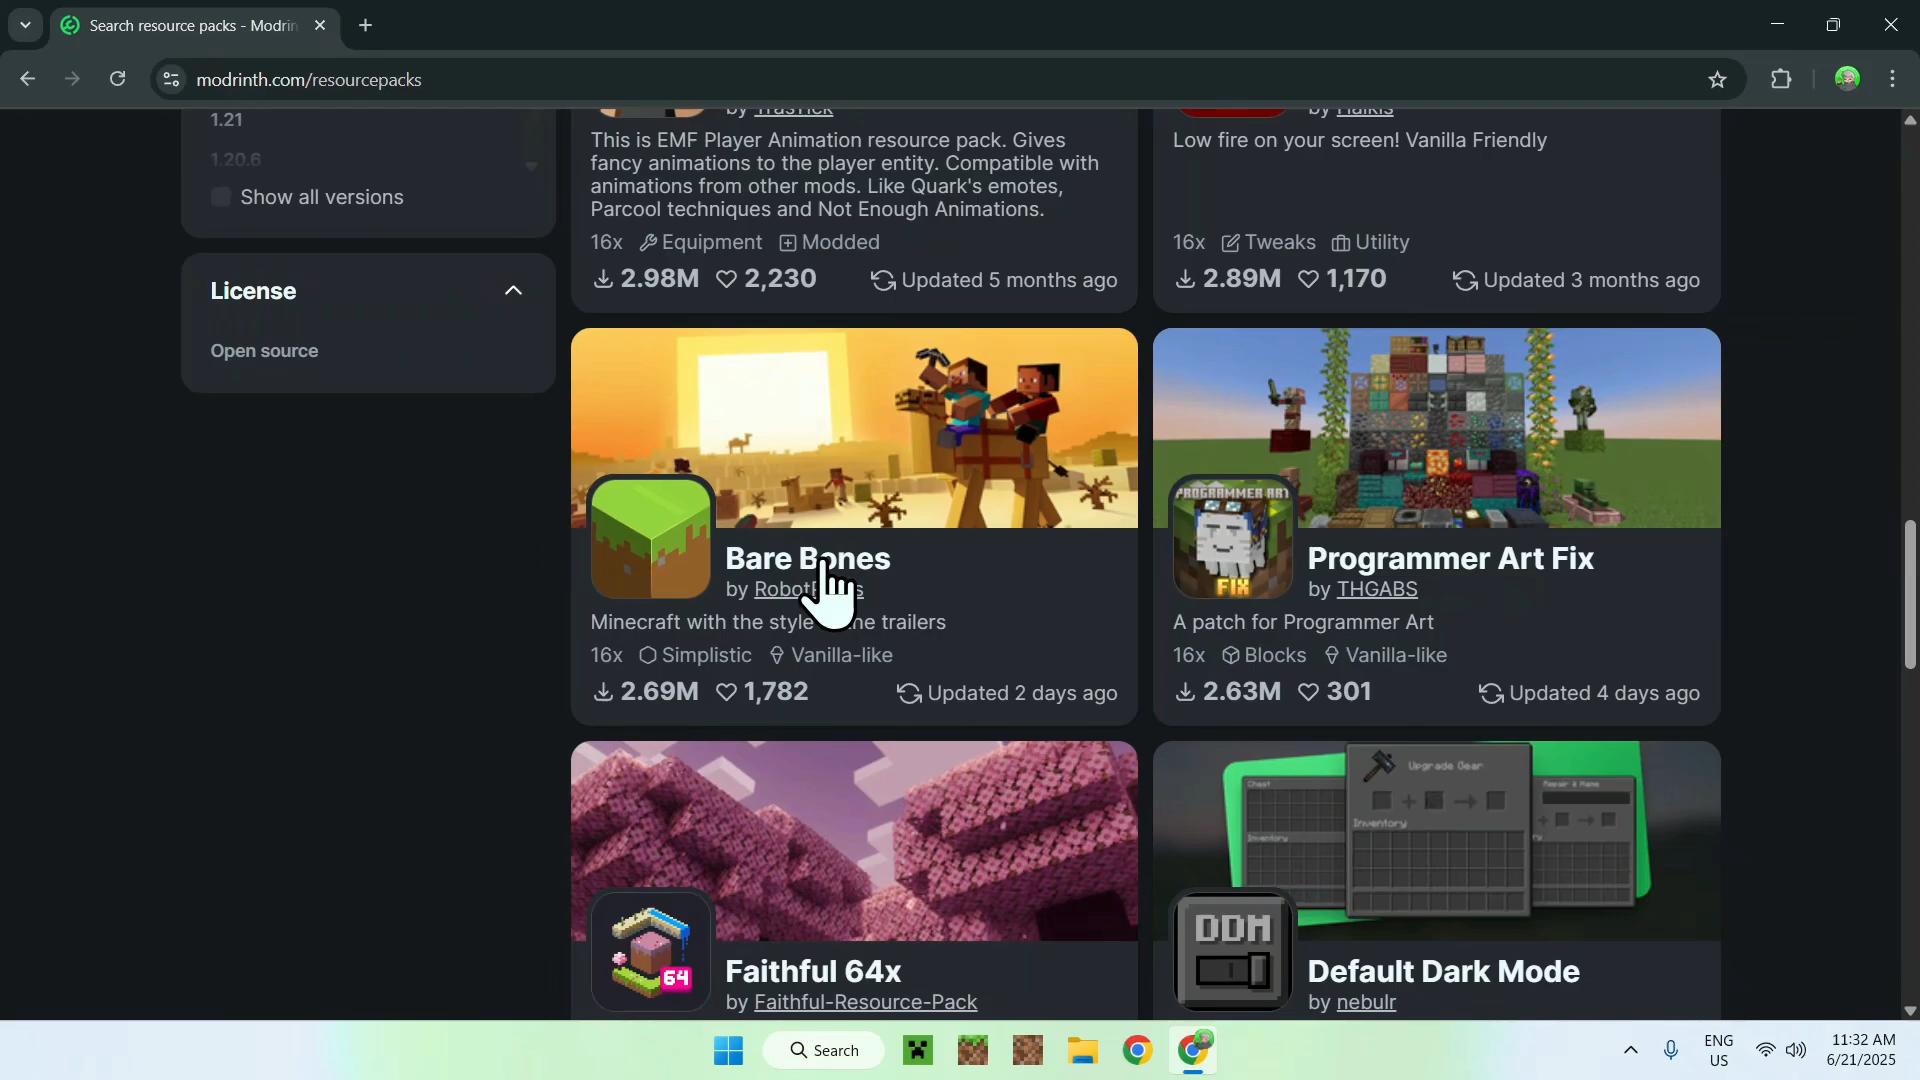 Search resource packs - Modrin
modrinth.com/resourcepacks
1.21
1.20.6
Show all versions
License
Open source
by Trastick
This is EMF Player Animation resource pack. Gives
fancy animations to the player entity. Compatible with
animations from other mods. Like Quark's emotes,
Parcool techniques and Not Enough Animations.
16x Equipment Modded
2.98M 2,230 Updated 5 months ago
by
Low fire on your screen! Vanilla Friendly
16x Tweaks Utility
2.89M 1,170 Updated 3 months ago
Bare Bones
by
Minecraft with the style trailers
16x Simplistic Vanilla-like
2.69M 1,782 Updated 2 days ago
PROGRAMMER ART
FIX
Programmer Art Fix
by THGABS
A patch for Programmer Art
16x Blocks Vanilla-like
2.63M 301 Updated 4 days ago
64
Faithful 64x
by Faithful-Resource-Pack
Upgrade Gear
Chest
Repair & Name
Inventory
Inventory
DDM
Default Dark Mode
by nebulr
Search
ENG
US
11:32 AM
6/21/2025